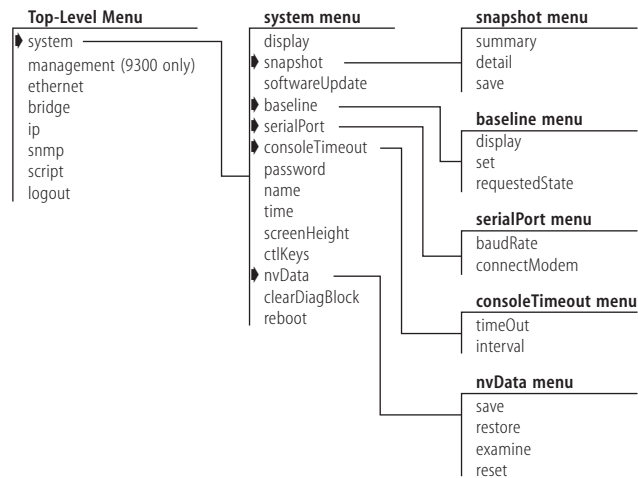 Top-Level Menu
system
management (9300 only)
ethernet
bridge
ip
snmp
script
logout
system menu
display
snapshot
softwareUpdate
baseline
serialPort
consoleTimeout
password
name
time
screenHeight
ctlKeys
nvData
clearDiagBlock
reboot
snapshot menu
summary
detail
save
baseline menu
display
set
requestedState
serialPort menu
baudRate
connectModem
consoleTimeout menu
timeOut
interval
nvData menu
save
restore
examine
reset